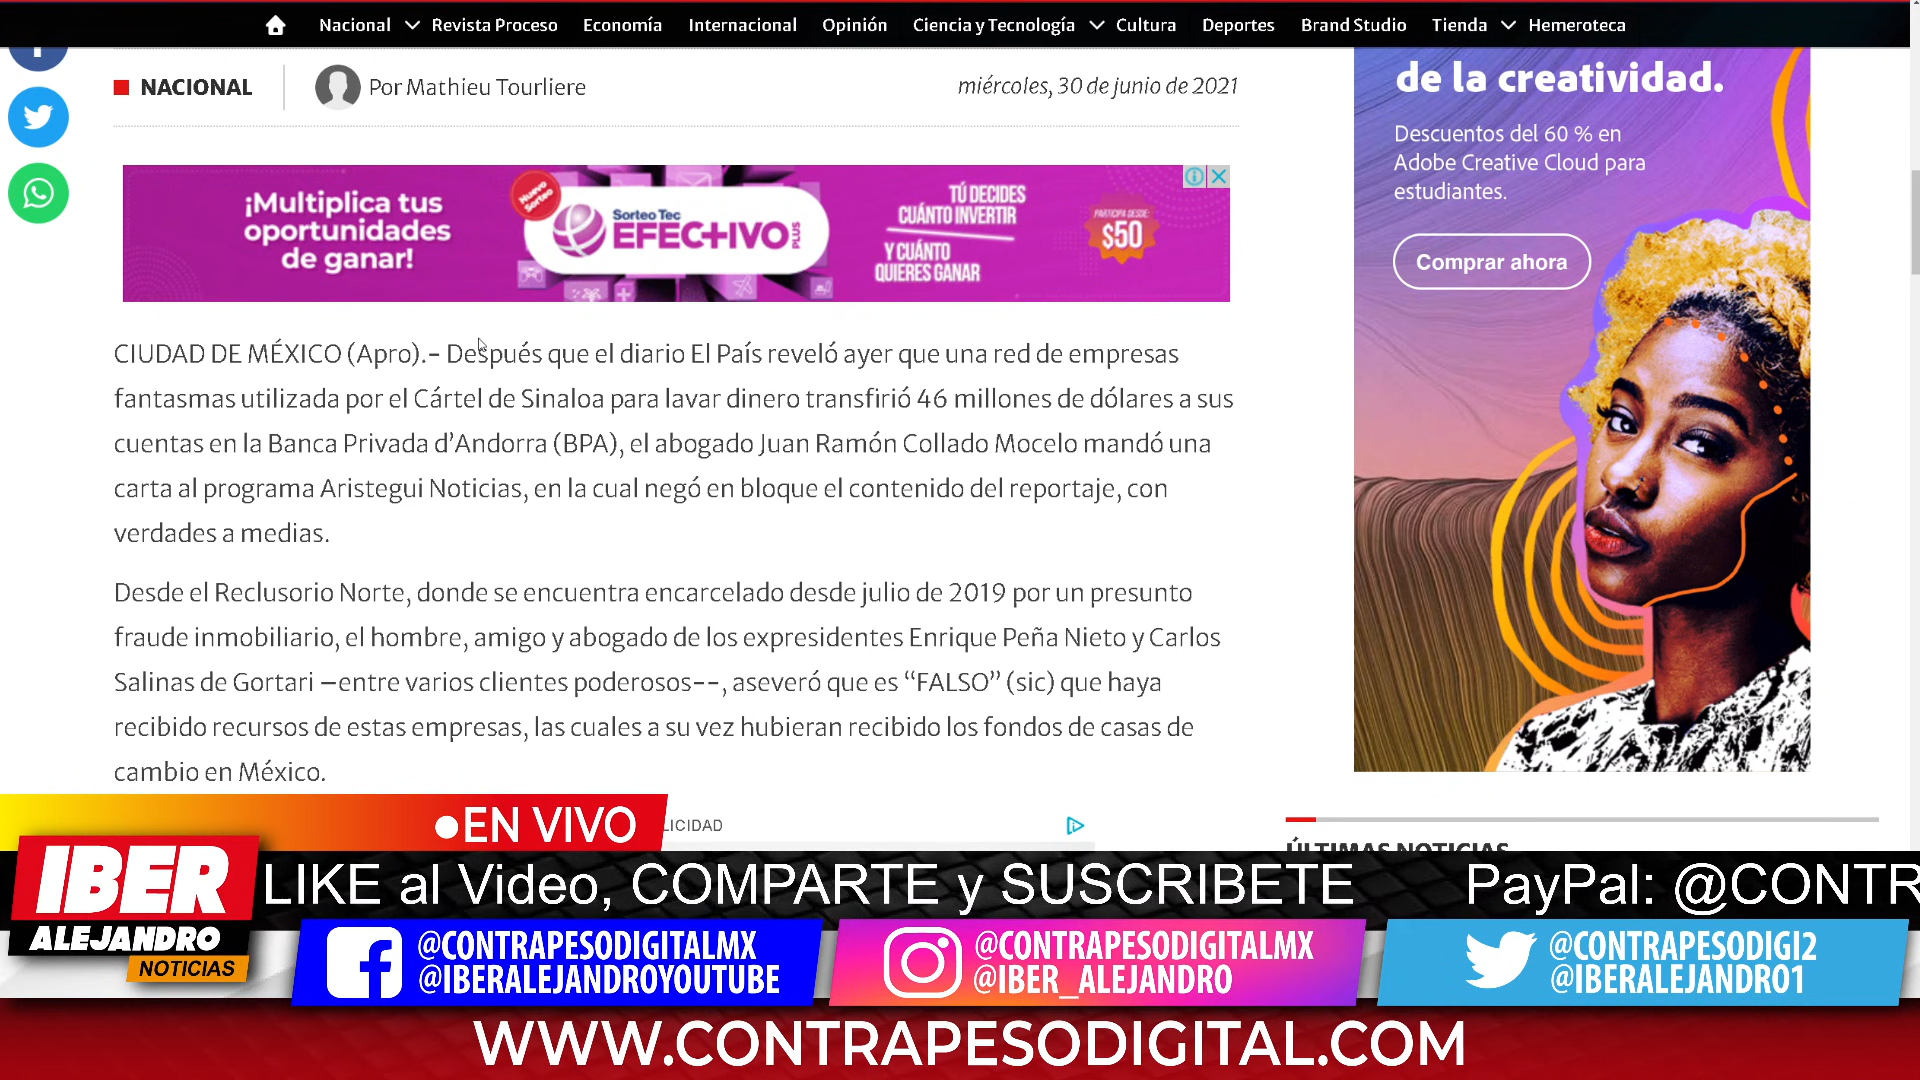 Nacional Revista Proceso Economía Internacional Opinión Ciencia y Tecnología Cultura Deportes Brand Studio Tienda Hemeroteca
NACIONAL
Por Mathieu Tourliere
miércoles, 30 de junio de 2021
¡Multiplica tus
oportunidades
de ganar!
Nuevo
Sorteo
Sorteo Tec
EFEC+IVO PLUS
TÚ DECIDES
CUÁNTO INVERTIR
Y CUÁNTO
QUIERES GANAR
PARTICIPA DESDE:
$50
CIUDAD DE MÉXICO (Apro).- Después que el diario El País reveló ayer que una red de empresas
fantasmas utilizada por el Cártel de Sinaloa para lavar dinero transfirió 46 millones de dólares a sus
cuentas en la Banca Privada d’Andorra (BPA), el abogado Juan Ramón Collado Mocelo mandó una
carta al programa Aristegui Noticias, en la cual negó en bloque el contenido del reportaje, con
verdades a medias.
Desde el Reclusorio Norte, donde se encuentra encarcelado desde julio de 2019 por un presunto
fraude inmobiliario, el hombre, amigo y abogado de los expresidentes Enrique Peña Nieto y Carlos
Salinas de Gortari —entre varios clientes poderosos--, aseveró que es “FALSO” (sic) que haya
recibido recursos de estas empresas, las cuales a su vez hubieran recibido los fondos de casas de
cambio en México.
de la creatividad.
Descuentos del 60 % en
Adobe Creative Cloud para
estudiantes.
Comprar ahora
LICIDAD
ÚLTIMAS NOTICIAS
EN VIVO
IBER
ALEJANDRO
NOTICIAS
LIKE al Video, COMPARTE y SUSCRIBETE PayPal: @CONTR
@CONTRAPESODIGITALMX
@IBERALEJANDROYOUTUBE
@CONTRAPESODIGITALMX
@IBER_ALEJANDRO
@CONTRAPESODIGI2
@IBERALEJANDRO1
WWW.CONTRAPESODIGITAL.COM